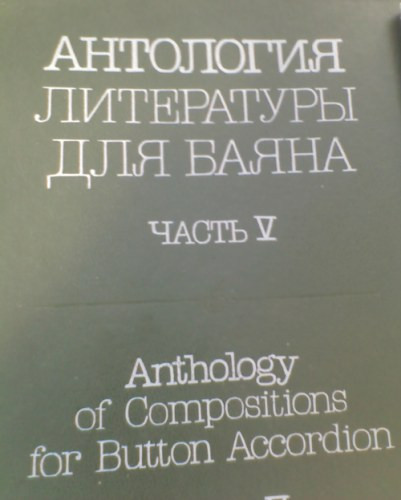 АНТОЛОГИЯ
ЛИТЕРАТУРЫ
ДЛЯ БАЯНА
ЧАСТЬ V
Anthology
of Compositions
for Button Accordion